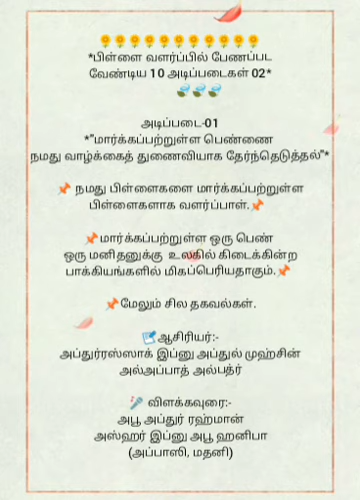 🌻🌻🌻🌻🌻🌻🌻🌻🌻🌻
*பிள்ளை வளர்ப்பில் பேணப்பட
வேண்டிய 10 அடிப்படைகள் 02*
🍃🍃🍃
அடிப்படை-01
*"மார்க்கப்பற்றுள்ள பெண்ணை
நமது வாழ்க்கைத் துணைவியாக தேர்ந்தெடுத்தல்"*
📌 நமது பிள்ளைகளை மார்க்கப்பற்றுள்ள
பிள்ளைகளாக வளர்ப்பாள்.📌
📌மார்க்கப்பற்றுள்ள ஒரு பெண்
ஒரு மனிதனுக்கு உலகில் கிடைக்கின்ற
பாக்கியங்களில் மிகப்பெரியதாகும்.📌
📌மேலும் சில தகவல்கள்.
📝ஆசிரியர்:-
அப்துர்ரஸ்ஸாக் இப்னு அப்துல் முஹ்சின்
அல்அப்பாத் அல்பத்ர்
🎤 விளக்கவுரை:-
அபூ அப்துர் ரஹ்மான்
அஸ்ஹர் இப்னு அபூ ஹனிபா
(அப்பாஸி, மதனி)